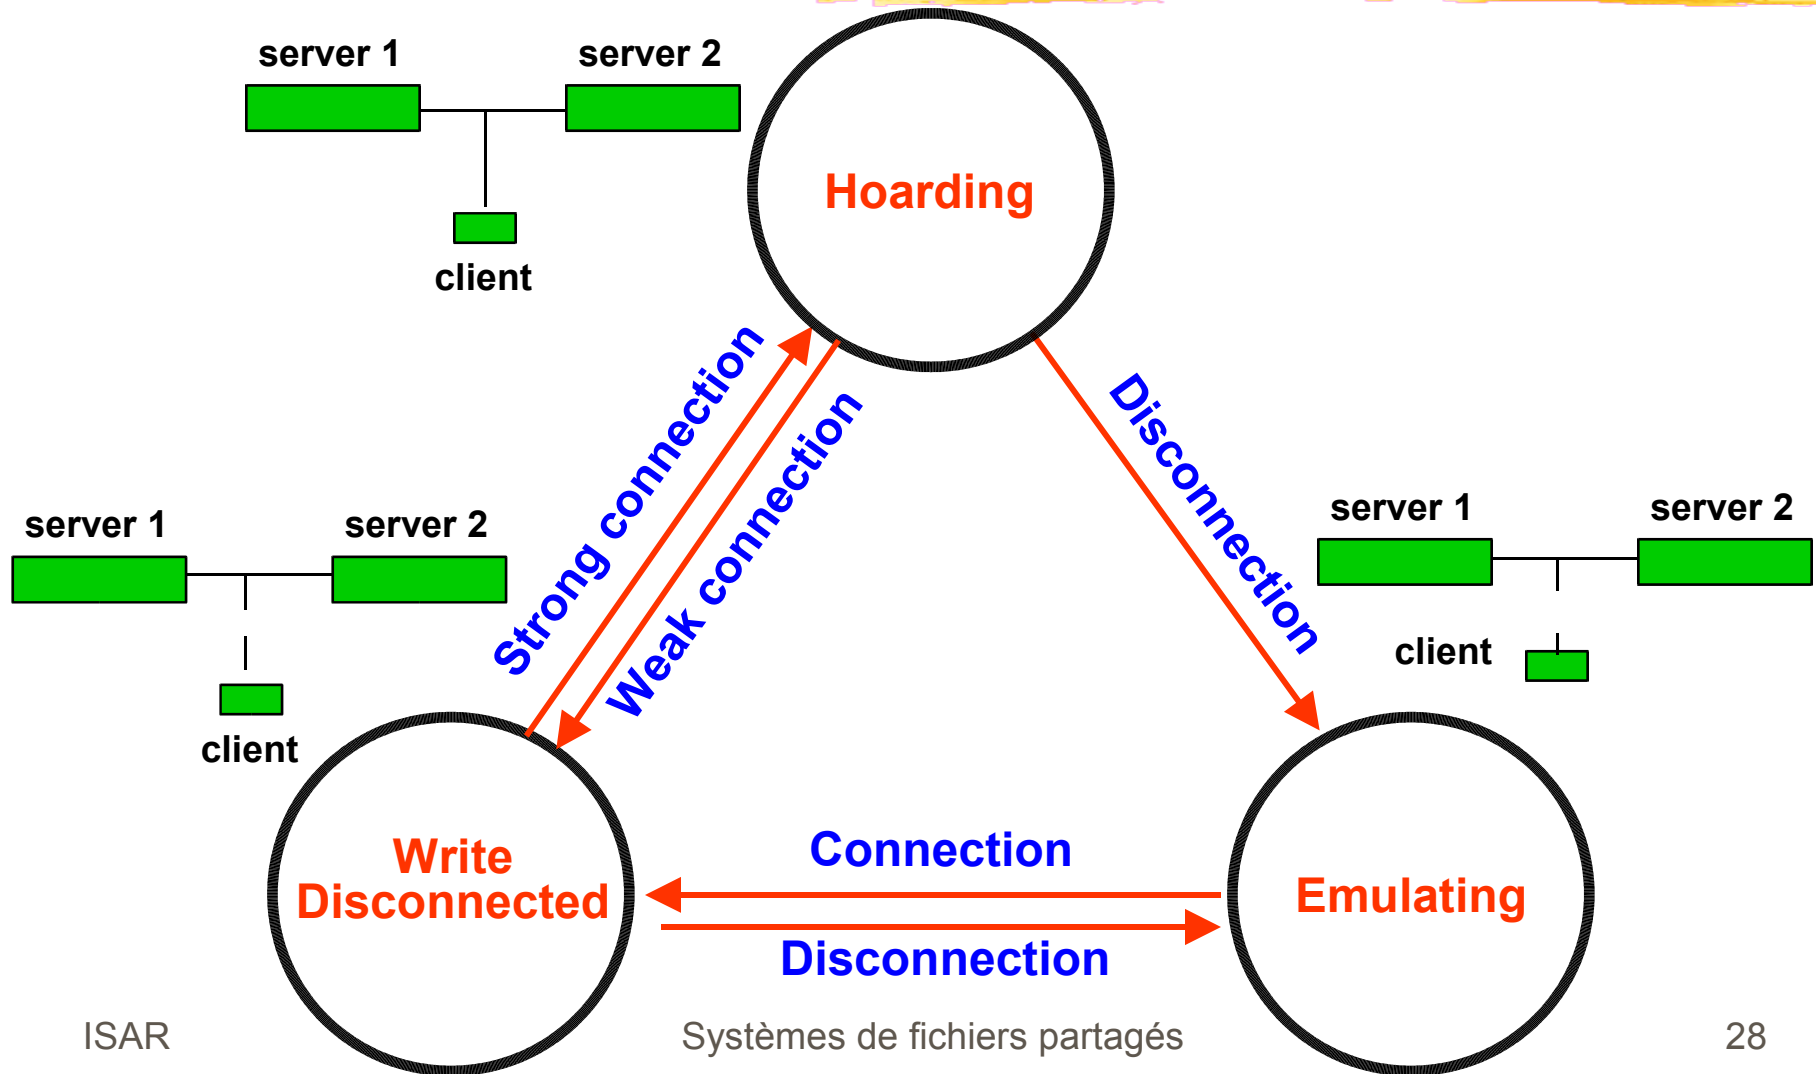 server 1
server 2
client
Hoarding
Strong connection
Weak connection
Disconnection
server 1
server 2
client
server 1
server 2
client
Write
Disconnected
Connection
Disconnection
Emulating
ISAR
Systèmes de fichiers partagés
28